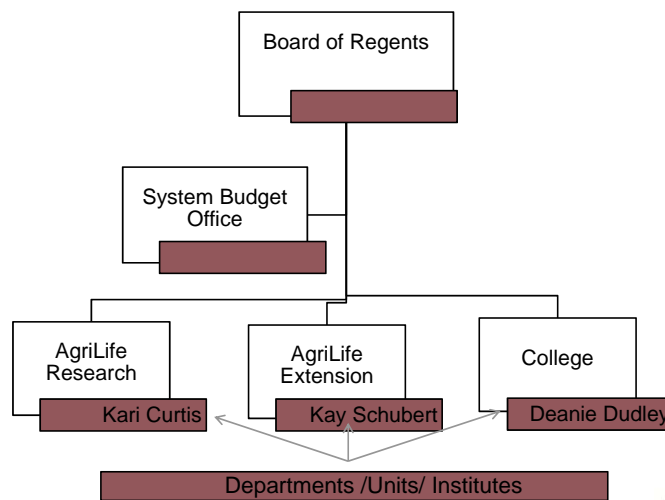 Board of Regents
System Budget
Office
AgriLife
Research
Kari Curtis
AgriLife
Extension
Kay Schubert
College
Deanie Dudley
Departments /Units/ Institutes